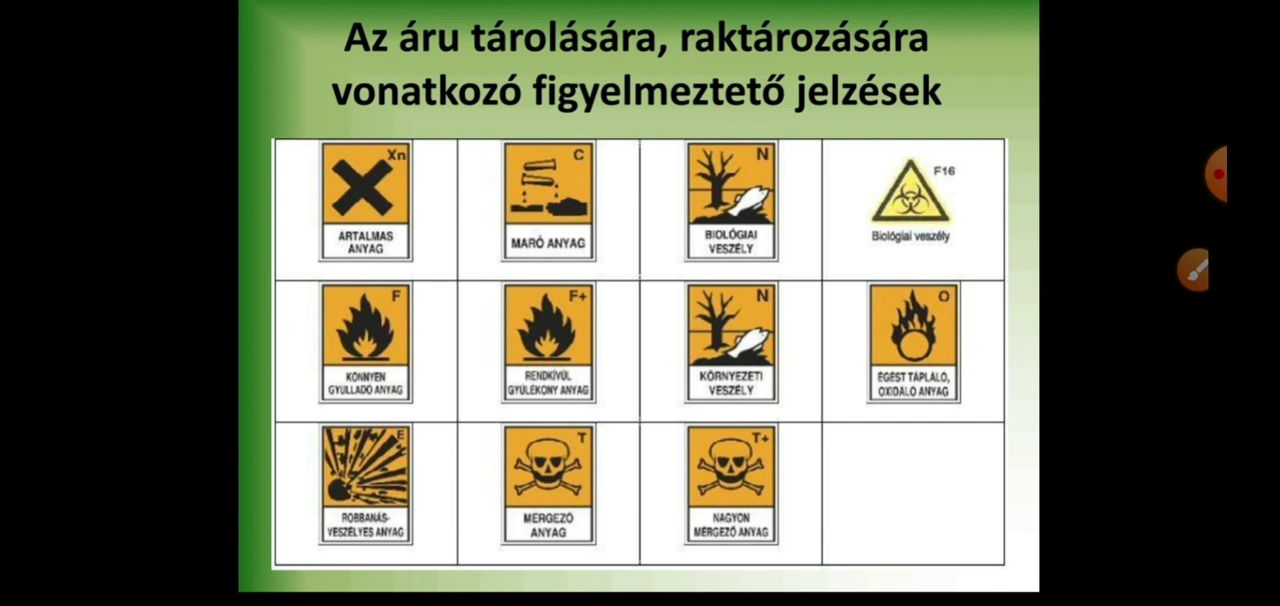 Az áru tárolására, raktározására
vonatkozó figyelmeztető jelzések
Xn
ARTALMAS
ANYAG
C
MARÓ ANYAG
N
BIOLÓGIAI
VESZÉLY
F16
Biológiai veszély
F
KÖNNYEN
GYULLADÓ ANYAG
F+
RENDKÍVÜL
GYÚLÉKONY ANYAG
N
KÖRNYEZETI
VESZÉLY
O
ÉGÉST TÁPLÁLÓ,
OXIDÁLÓ ANYAG
E
ROBBANÁS-
VESZÉLYES ANYAG
T
MÉRGEZŐ
ANYAG
T+
NAGYON
MÉRGEZŐ ANYAG